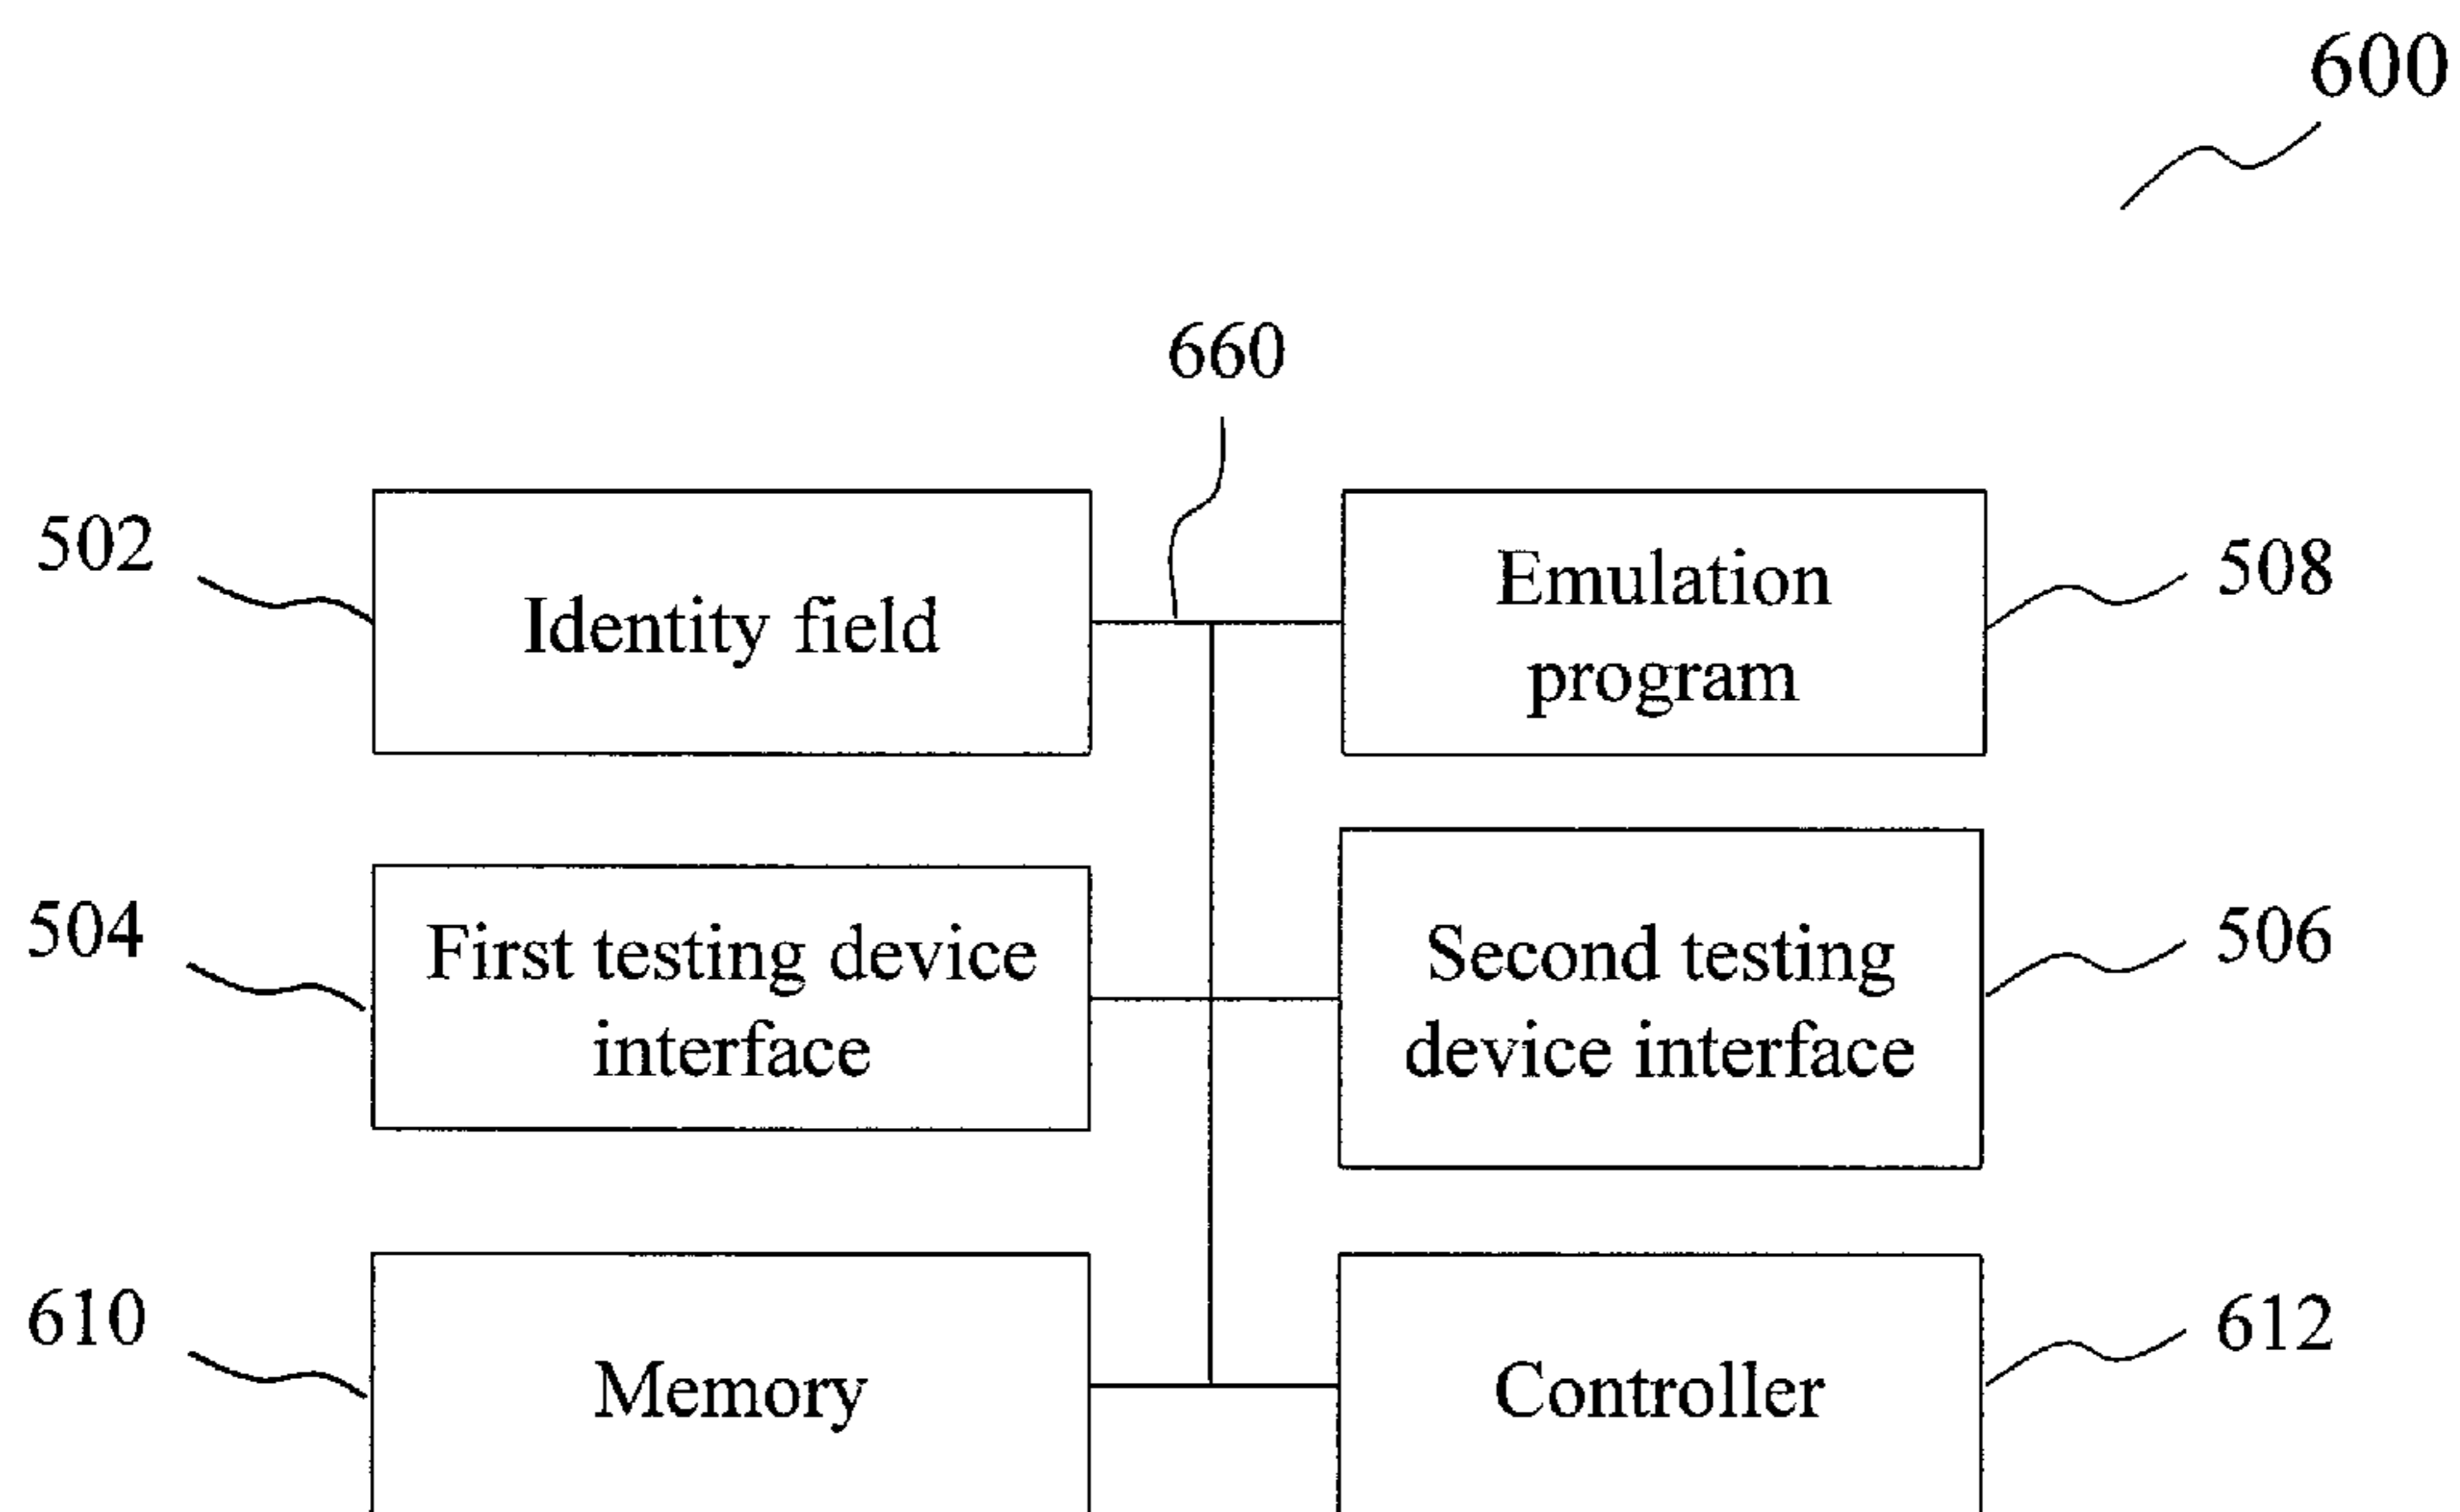 600
660
502
Identity field
Emulation
program
508
504
First testing device
interface
Second testing
device interface
506
610
Memory
Controller
612